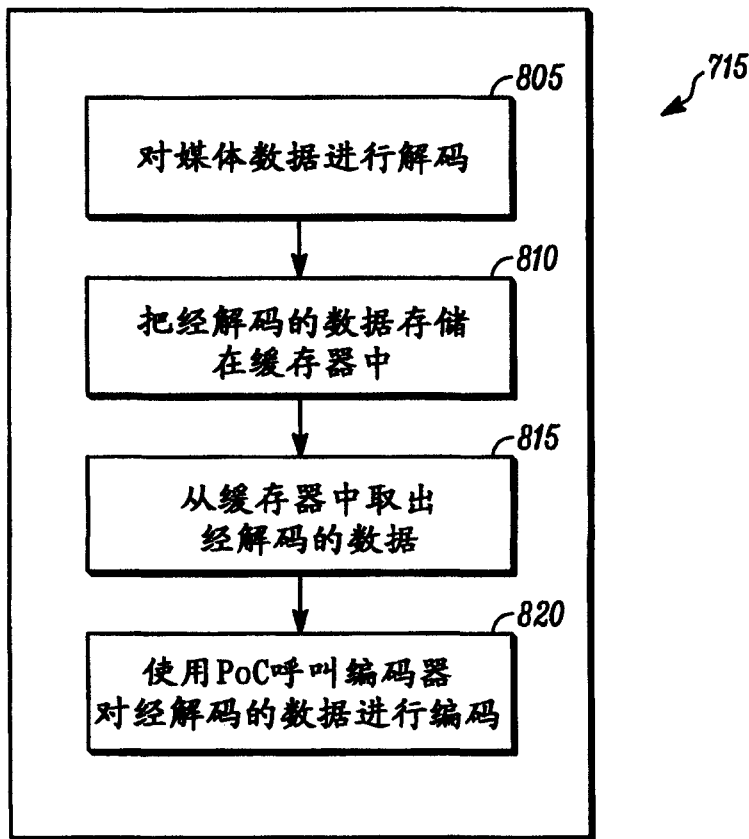 805
715
对媒体数据进行解码
810
把经解码的数据存储
在缓存器中
815
从缓存器中取出
经解码的数据
820
使用PoC呼叫编码器
对经解码的数据进行编码